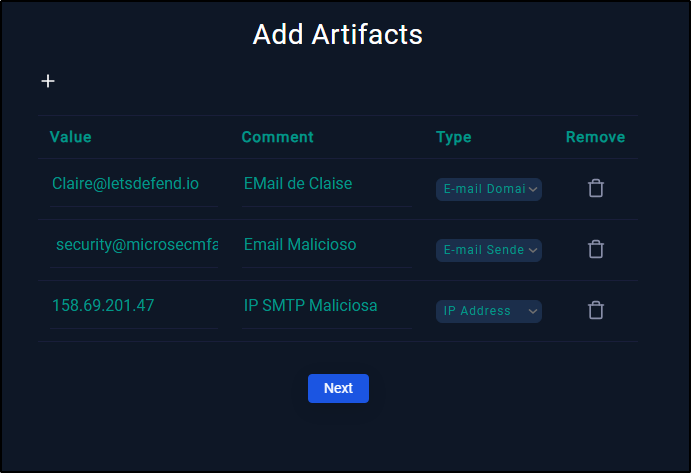 Add Artifacts
+
Value Comment Type Remove
Claire@letsdefend.io EMail de Claise E-mail Domai
security@microsecmfa Email Malicioso E-mail Sende
158.69.201.47 IP SMTP Maliciosa IP Address
Next